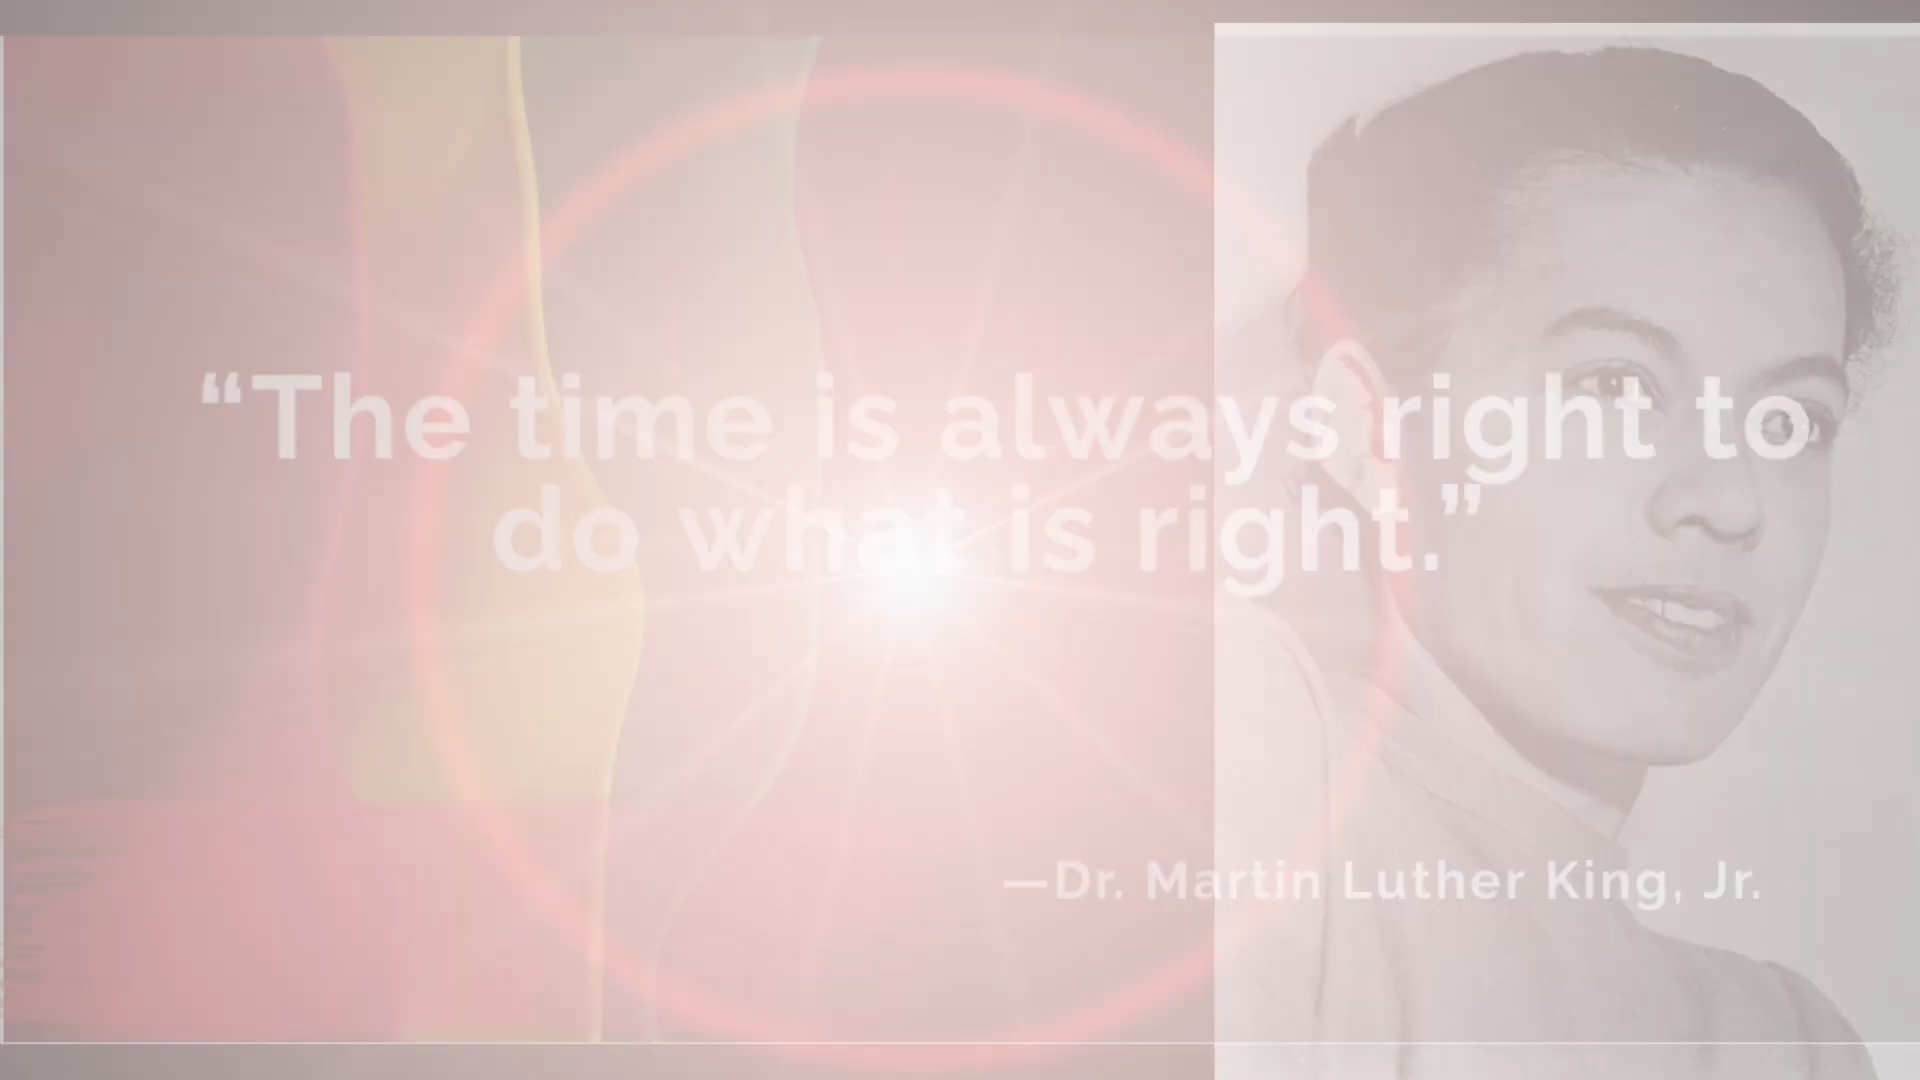 “The time is always right to
do what is right.”
—Dr. Martin Luther King, Jr.